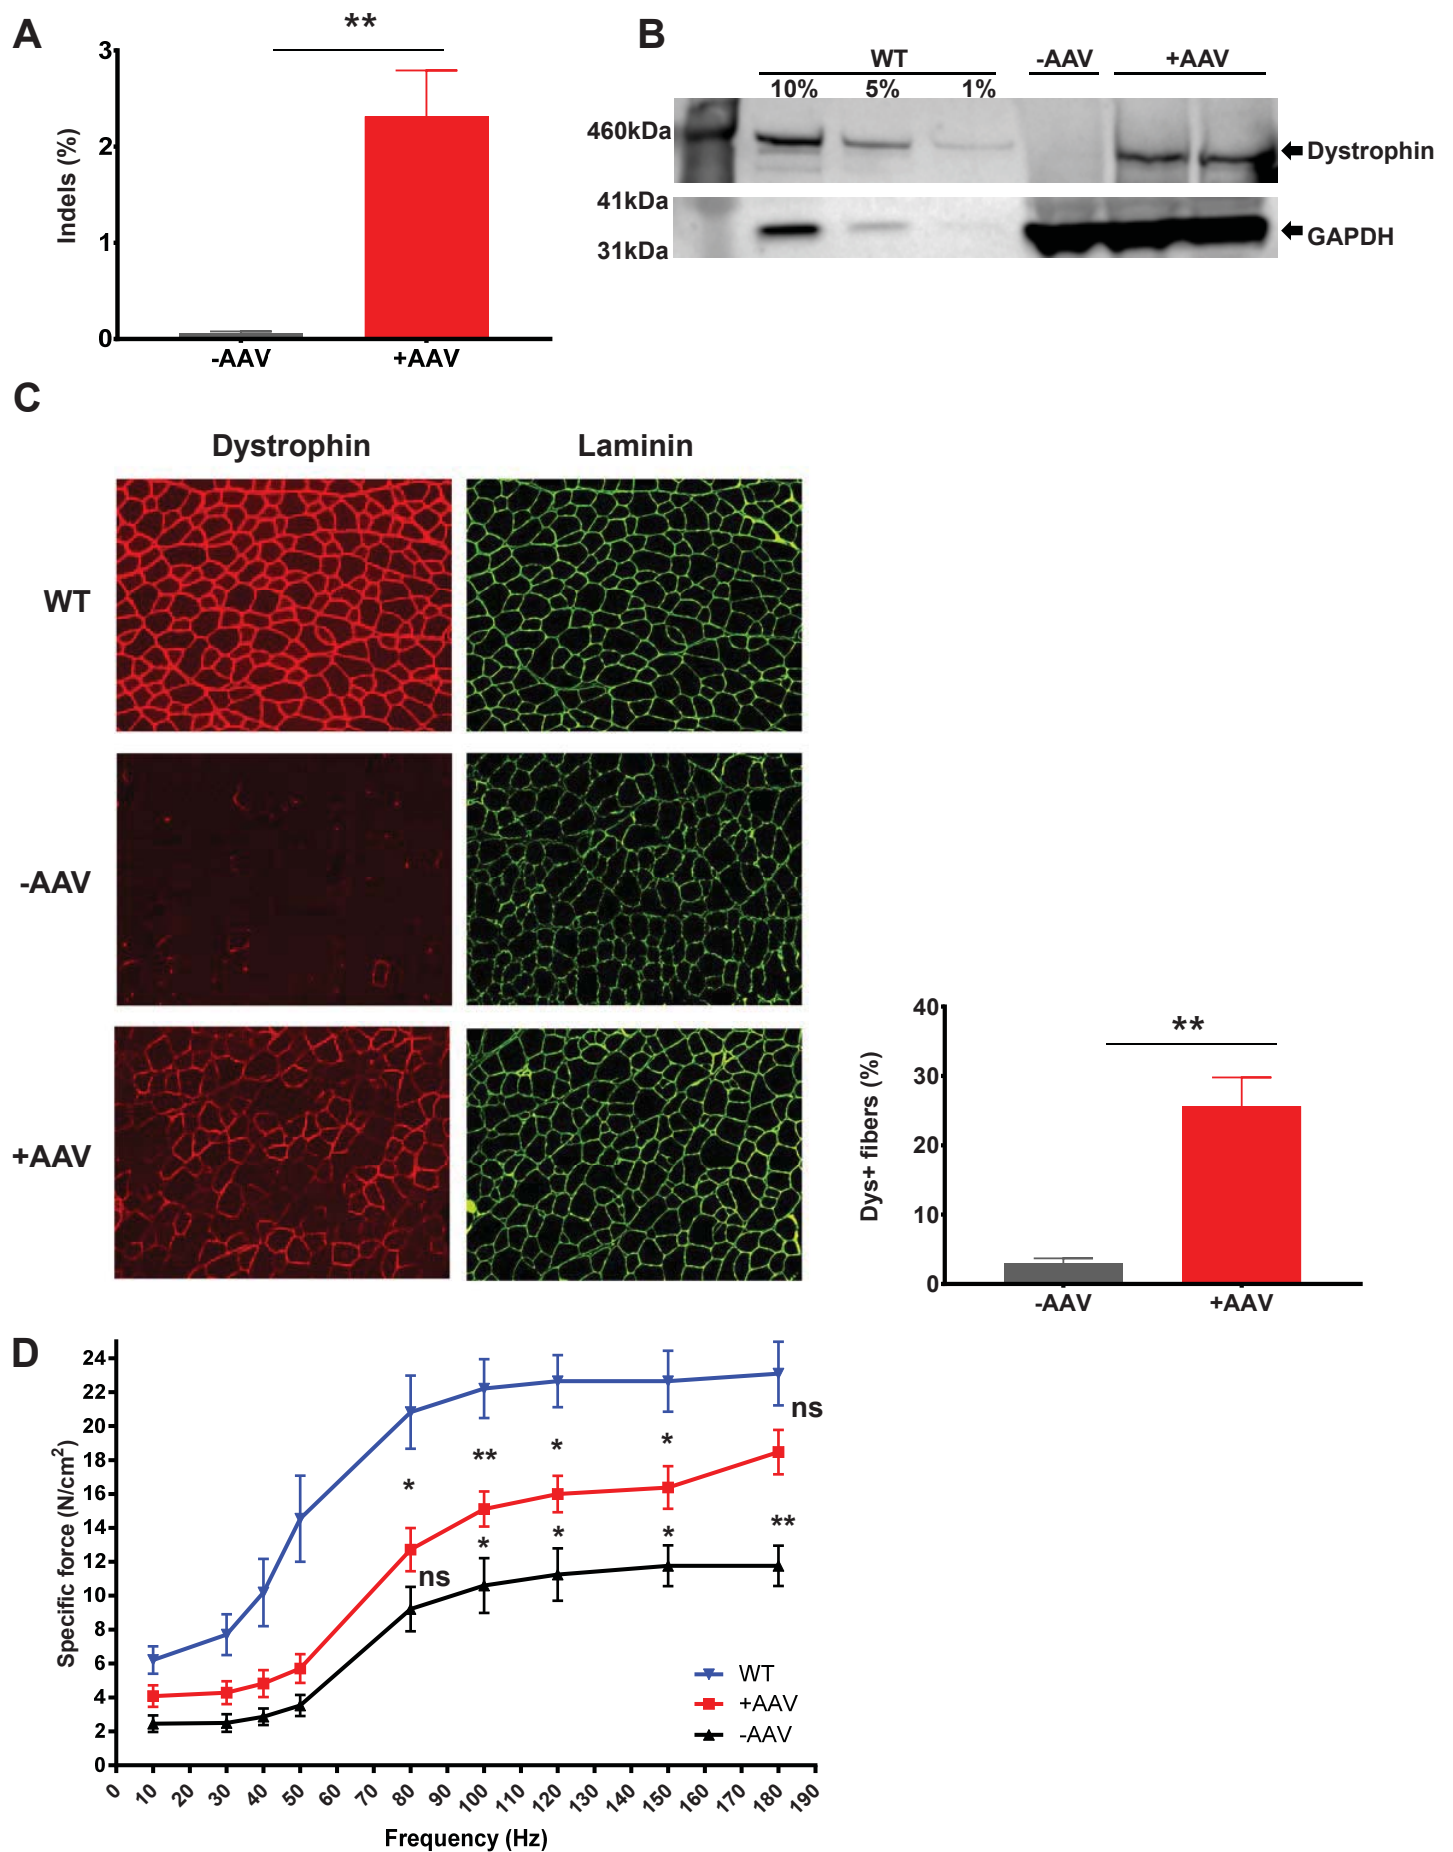 A
**
3
2
1
0
Indels (%)
-AAV
+AAV
B
WT
-AAV
+AAV
10%
5%
1%
460kDa
Dystrophin
41kDa
31kDa
GAPDH
C
Dystrophin
Laminin
WT
-AAV
+AAV
40
30
20
10
0
Dys+ fibers (%)
**
-AAV
+AAV
D
24
22
20
18
16
14
12
10
8
6
4
2
0
Specific force (N/cm²)
ns
*
**
*
*
**
*
*
*
ns
WT
+AAV
-AAV
0 10 20 30 40 50 60 70 80 90 100 110 120 130 140 150 160 170 180 190
Frequency (Hz)